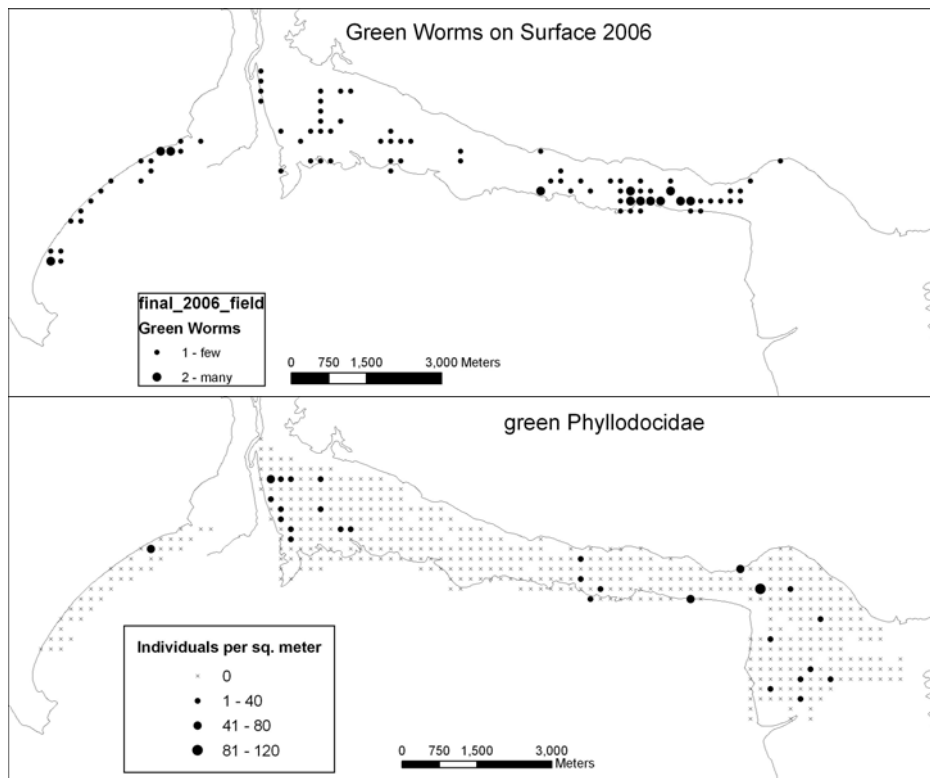 Green Worms on Surface 2006
final_2006_field
Green Worms
1 - few
2 - many
0 750 1,500 3,000 Meters
green Phyllodocidae
Individuals per sq. meter
0
1 - 40
41 - 80
81 - 120
0 750 1,500 3,000
Meters